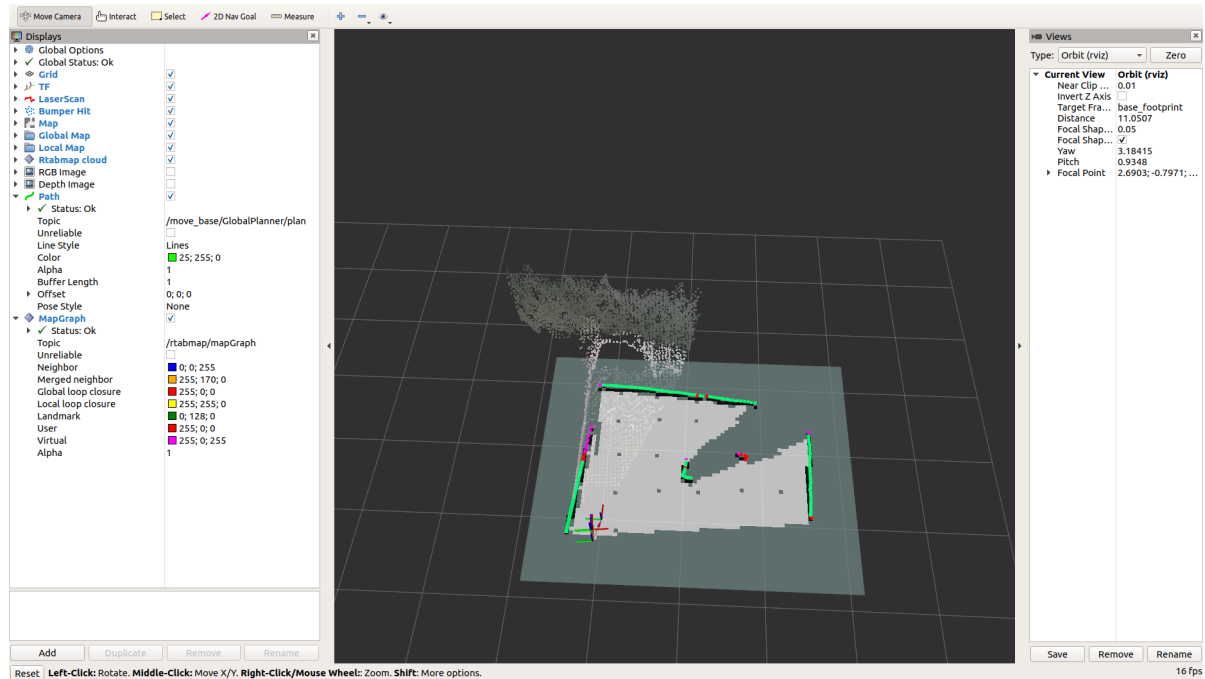 Move Camera Interact Select 2D Nav Goal Measure
Displays
Global Options
Global Status: Ok
Grid
TF
LaserScan
Bumper Hit
Map
Global Map
Local Map
Rtabmap cloud
RGB Image
Depth Image
Path
Status: Ok
Topic /move_base/GlobalPlanner/plan
Unreliable
Line Style Lines
Color 25; 255; 0
Alpha 1
Buffer Length 1
Offset 0; 0; 0
Pose Style None
MapGraph
Status: Ok
Topic /rtabmap/mapGraph
Unreliable
Neighbor 0; 0; 255
Merged neighbor 255; 170; 0
Global loop closure 255; 0; 0
Local loop closure 255; 255; 0
Landmark 0; 128; 0
User 255; 0; 0
Virtual 255; 0; 255
Alpha 1
Add Duplicate Remove Rename
Views
Type: Orbit (rviz) Zero
Current View Orbit (rviz)
Near Clip ... 0.01
Invert Z Axis
Target Fra... base_footprint
Distance 11.0507
Focal Shap... 0.05
Focal Shap...
Yaw 3.18415
Pitch 0.9348
Focal Point 2.6903; -0.7971; ...
Save Remove Rename
Reset Left-Click: Rotate. Middle-Click: Move X/Y. Right-Click/Mouse Wheel:: Zoom. Shift: More options. 16 fps